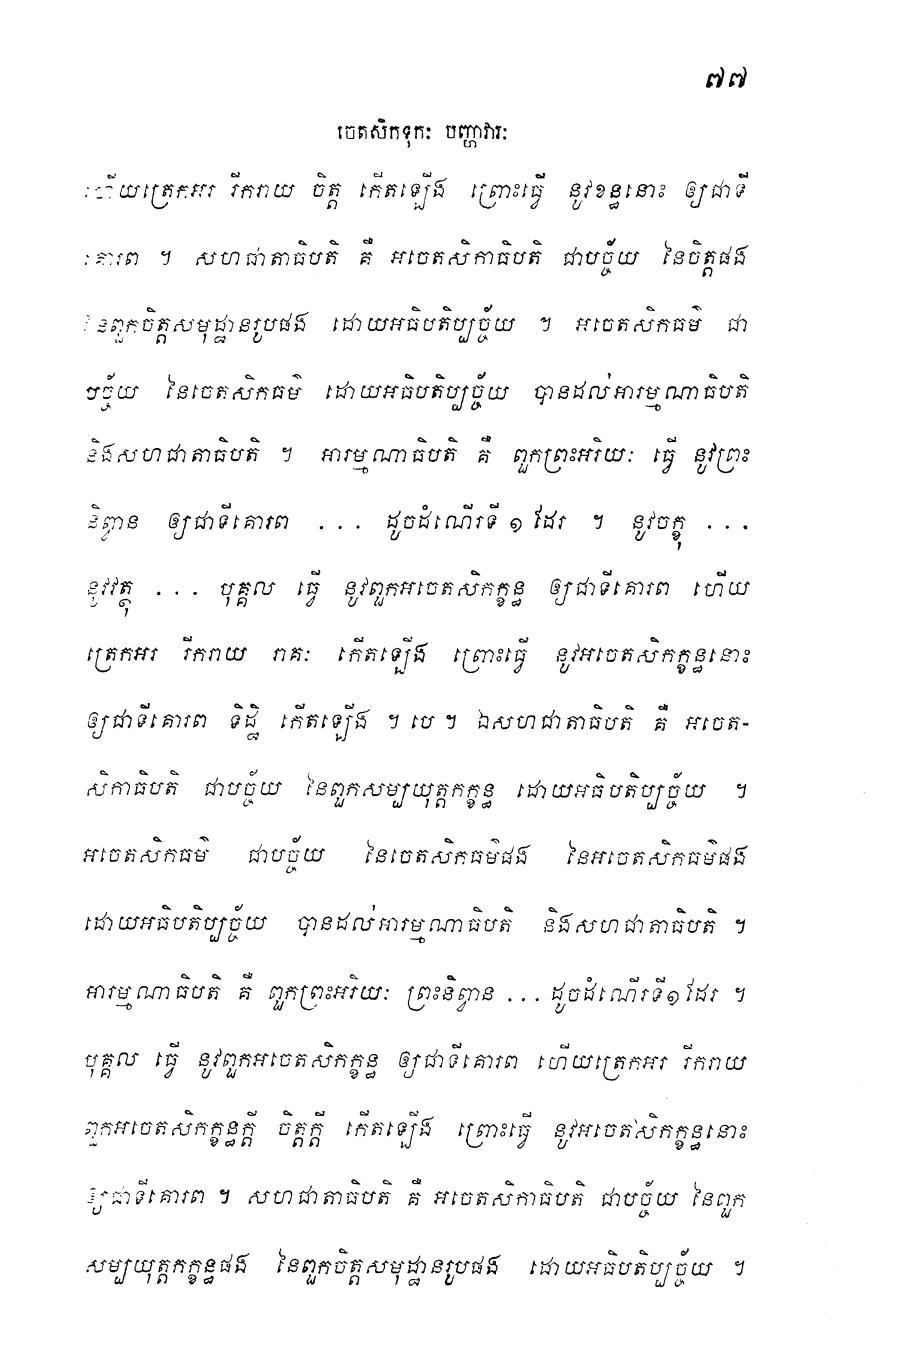 ៧៧
ចេតសិកទុកៈ បញ្ហាវារៈ
ហើយត្រេកអរ រីករាយ ចិត្ត កើតឡើង ព្រោះធ្វើ នូវខន្ធនោះ ឲ្យជាទី
គោរព ។ សហជាតាធិបតិ គឺ អចេតសិកាធិបតិ ជាបច្ច័យ នៃចិត្តផង
នៃពួកចិត្តសមុដ្ឋានរូបផង ដោយអធិបតិប្បច្ច័យ ។ អចេតសិកធម៌ ជា
បច្ច័យ នៃចេតសិកធម៌ ដោយអធិបតិប្បច្ច័យ បានដល់អារម្មណាធិបតិ
និងសហជាតាធិបតិ ។ អារម្មណាធិបតិ គឺ ពួកព្រះអរិយៈ ធ្វើ នូវព្រះ
និព្វាន ឲ្យជាទីគោរព ... ដូចដំណើរទី ១ ដែរ ។ នូវចក្ខុ ...
នូវវត្ថុ ... បុគ្គល ធ្វើ នូវពួកអចេតសិកក្ខន្ធ ឲ្យជាទីគោរព ហើយ
ត្រេកអរ រីករាយ រាគៈ កើតឡើង ព្រោះធ្វើ នូវអចេតសិកក្ខន្ធនោះ
ឲ្យជាទីគោរព ទិដ្ឋិ កើតឡើង ។ បេ ។ ឯសហជាតាធិបតិ គឺ អចេត-
សិកាធិបតិ ជាបច្ច័យ នៃពួកសម្បយុត្តកក្ខន្ធ ដោយអធិបតិប្បច្ច័យ ។
អចេតសិកធម៌ ជាបច្ច័យ នៃចេតសិកធម៌ផង នៃអចេតសិកធម៌ផង
ដោយអធិបតិប្បច្ច័យ បានដល់អារម្មណាធិបតិ និងសហជាតាធិបតិ ។
អារម្មណាធិបតិ គឺ ពួកព្រះអរិយៈ ព្រះនិព្វាន ... ដូចដំណើរទី១ ដែរ ។
បុគ្គល ធ្វើ នូវពួកអចេតសិកក្ខន្ធ ឲ្យជាទីគោរព ហើយត្រេកអរ រីករាយ
ពួកអចេតសិកក្ខន្ធក្តី ចិត្តក្តី កើតឡើង ព្រោះធ្វើ នូវអចេតសិកក្ខន្ធនោះ
ឲ្យជាទីគោរព ។ សហជាតាធិបតិ គឺ អចេតសិកាធិបតិ ជាបច្ច័យ នៃពួក
សម្បយុត្តកក្ខន្ធផង នៃពួកចិត្តសមុដ្ឋានរូបផង ដោយអធិបតិប្បច្ច័យ ។